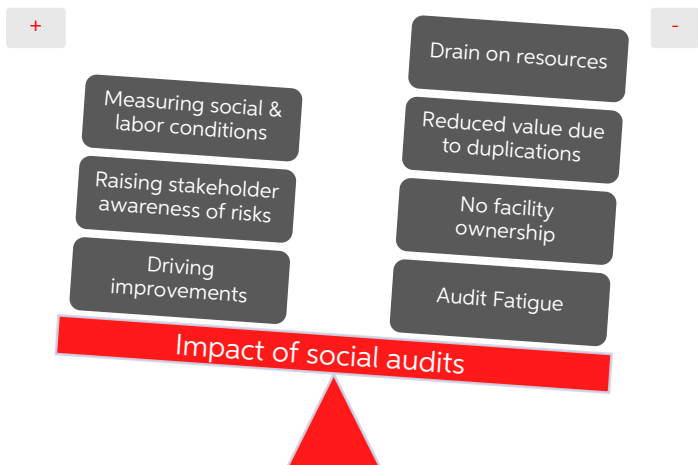 +
-
Measuring social &
labor conditions
Raising stakeholder
awareness of risks
Driving
improvements
Drain on resources
Reduced value due
to duplications
No facility
ownership
Audit Fatigue
Impact of social audits